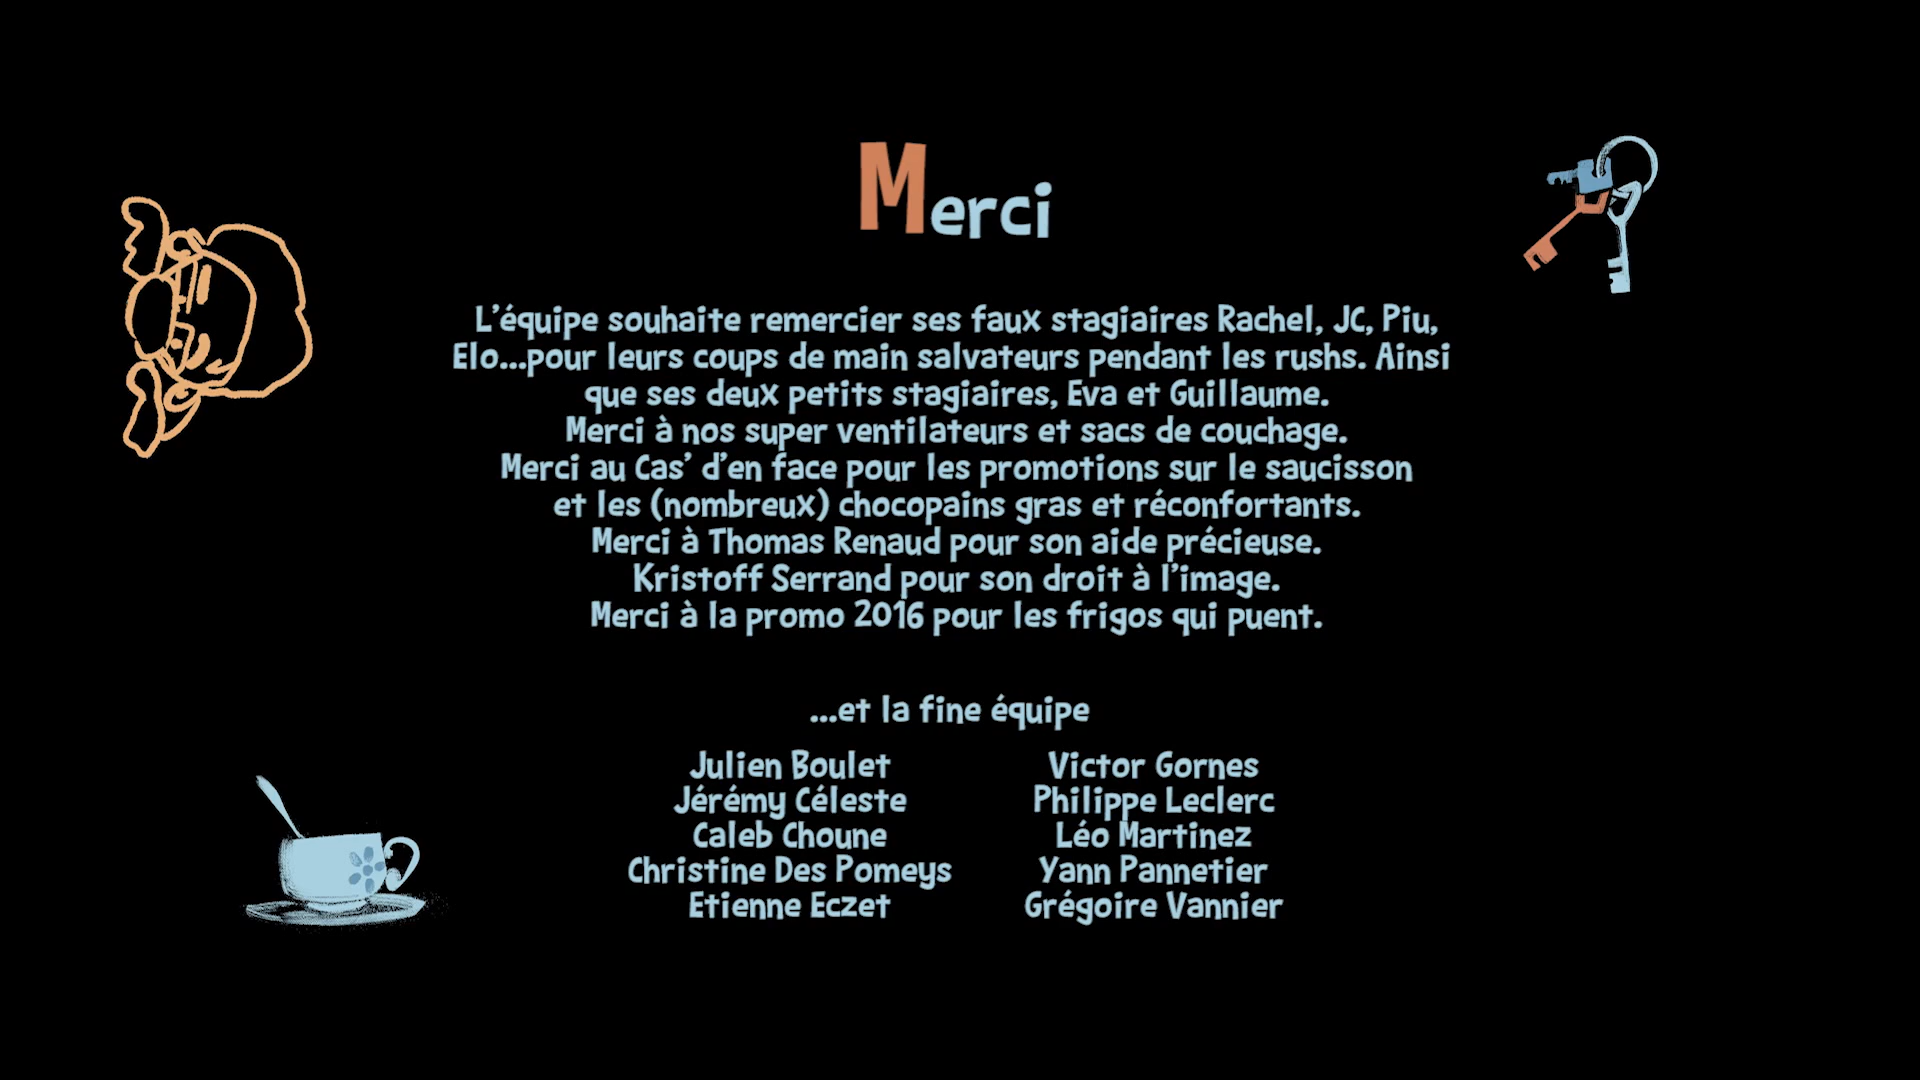 Merci
L'équipe souhaite remercier ses faux stagiaires Rachel, JC, Piu,
Elo...pour leurs coups de main salvateurs pendant les rushs. Ainsi
que ses deux petits stagiaires, Eva et Guillaume.
Merci à nos super ventilateurs et sacs de couchage.
Merci au Cas' d'en face pour les promotions sur le saucisson
et les (nombreux) chocopains gras et réconfortants.
Merci à Thomas Renaud pour son aide précieuse.
Kristoff Serrand pour son droit à l'image.
Merci à la promo 2016 pour les frigos qui puent.
...et la fine équipe
Julien Boulet
Jérémy Céleste
Caleb Choune
Christine Des Pomeys
Etienne Eczet
Victor Gornes
Philippe Leclerc
Léo Martinez
Yann Pannetier
Grégoire Vannier